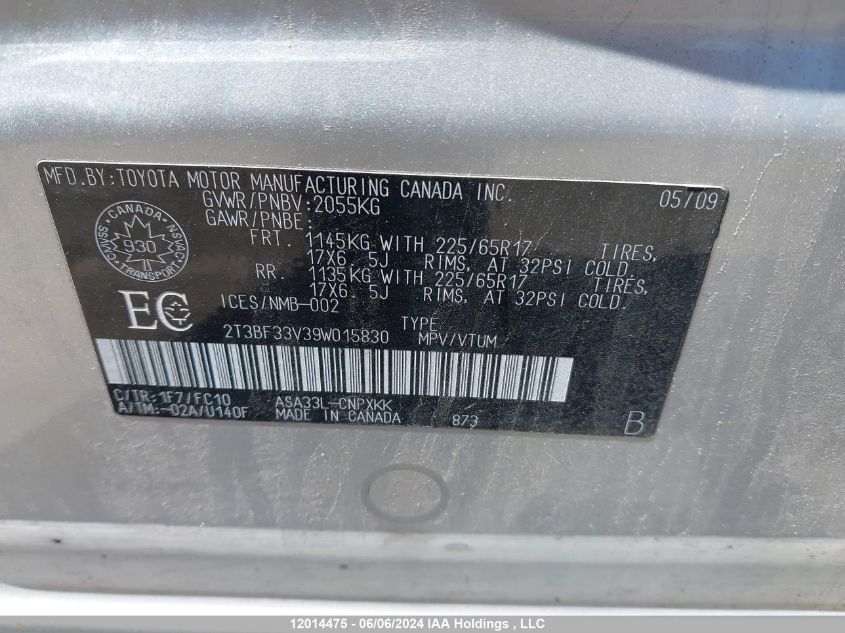 MFD.BY:TOYOTA MOTOR MANUFACTURING CANADA INC. 05/09
GVWR/PNBV:2055KG
GAWR/PNBE:
FRT. 1145KG WITH 225/65R17 TIRES,
17X6 5J RIMS, AT 32PSI COLD.
RR. 1135KG WITH 225/65R17 TIRES,
17X6 5J RIMS, AT 32PSI COLD.
CANADA
CMVSS 930 NSVAC
TRANSPORT
EC
ICES/NMB-002
TYPE
2T3BF33V39W015830 MPV/VTUM
C/TR:1F7/FC10 ASA33L-CNPXKK
A/TM:-02A/U140F MADE IN CANADA 873 B
12014475 - 06/06/2024 IAA Holdings , LLC